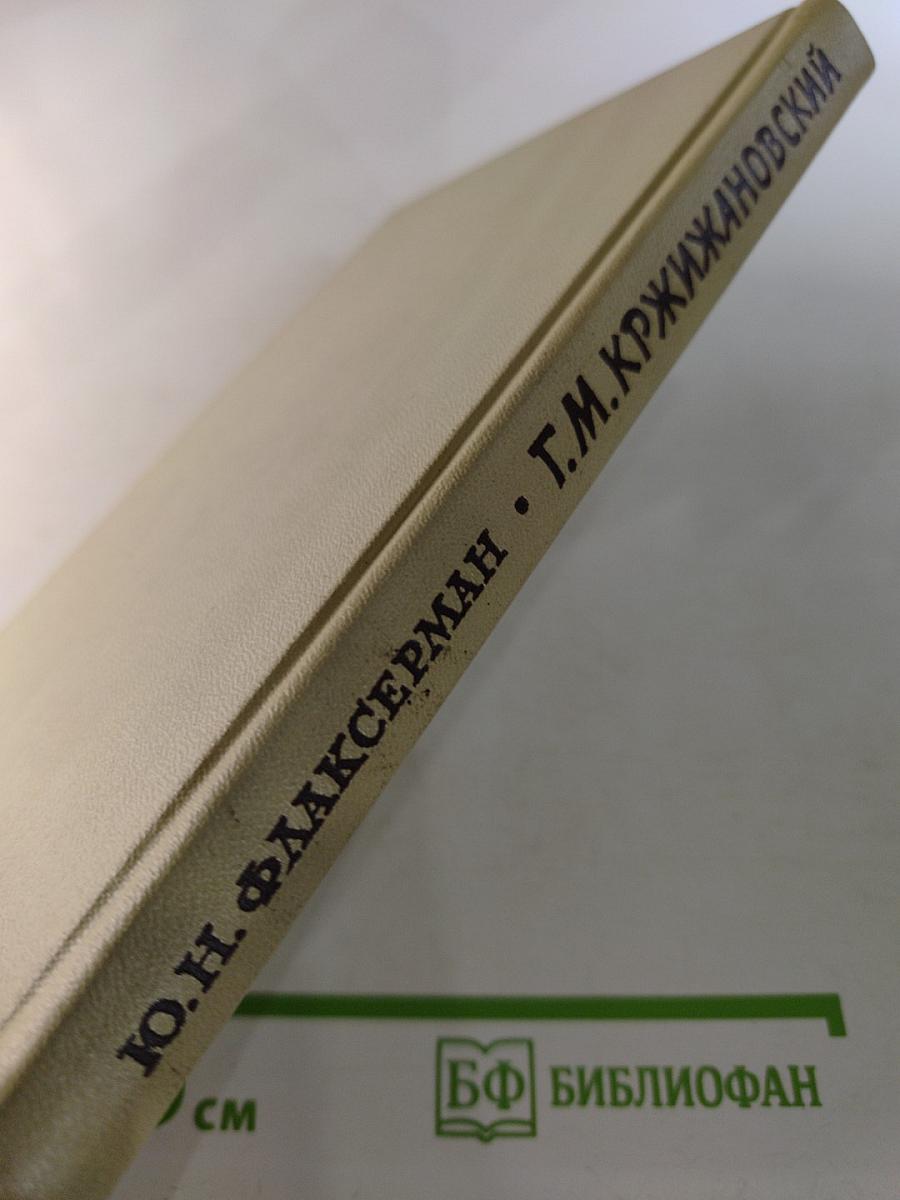 Ю.Н. ФЛАКСЕРМАН • Г.М. КРЖИЖАНОВСКИЙ
см
БФ БИБЛИОФАН